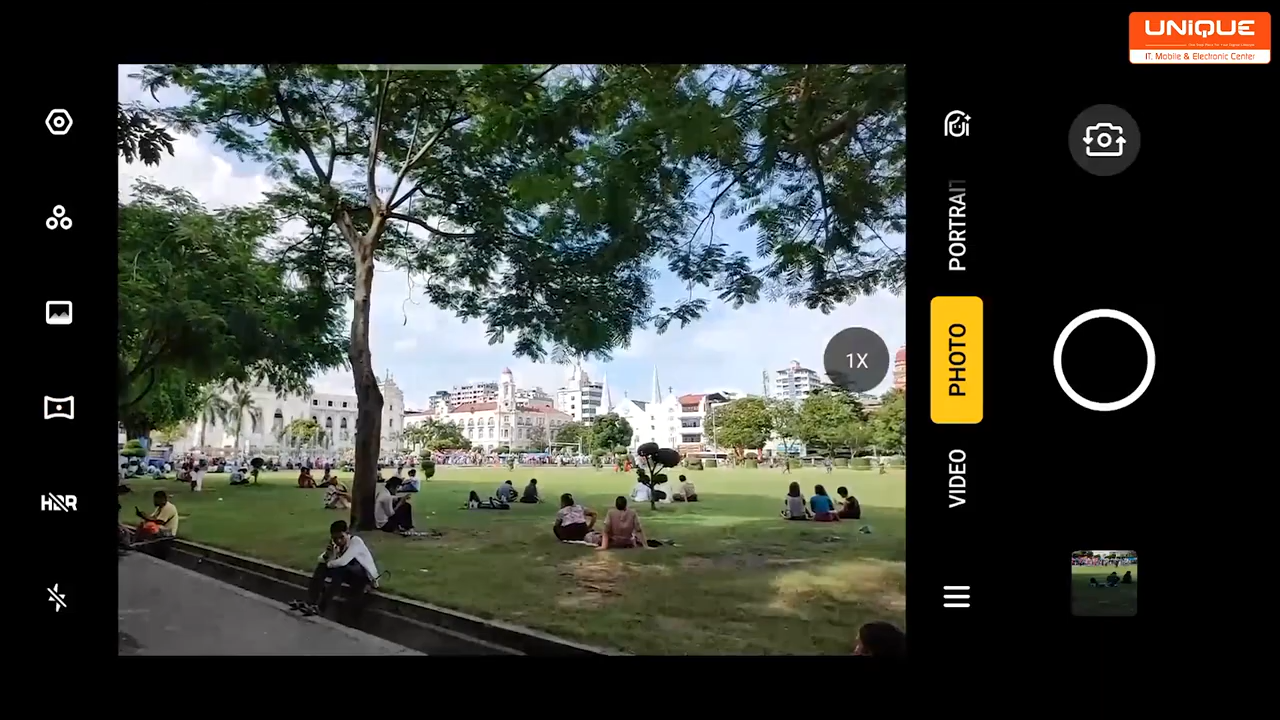 UNiQUE
IT, Mobile & Electronic Center
PORTRAIT
1X
PHOTO
VIDEO
HDR